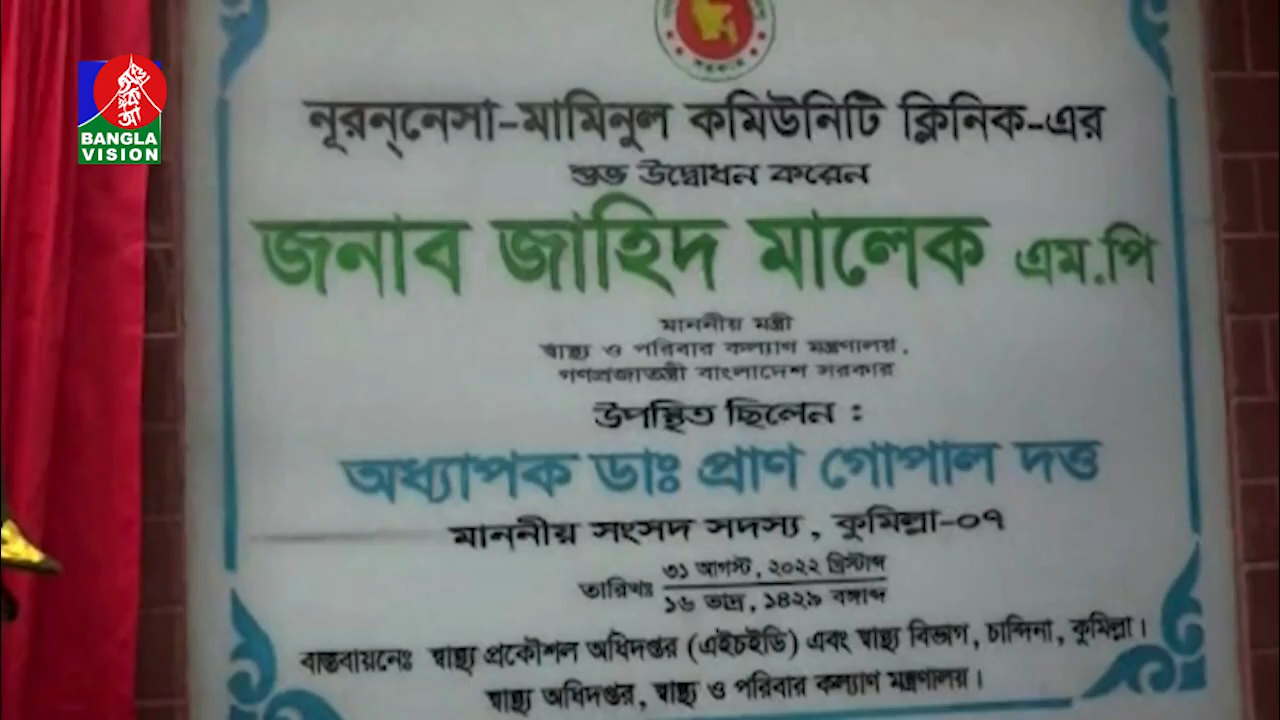 BANGLA
VISION
নূরন্‌নেসা-মামিনুল কমিউনিটি ক্লিনিক-এর
শুভ উদ্বোধন করেন
জনাব জাহিদ মালেক এম.পি
মাননীয় মন্ত্রী
স্বাস্থ্য ও পরিবার কল্যাণ মন্ত্রণালয়,
গণপ্রজাতন্ত্রী বাংলাদেশ সরকার
উপস্থিত ছিলেন :
অধ্যাপক ডাঃ প্রাণ গোপাল দত্ত
মাননীয় সংসদ সদস্য, কুমিল্লা-০৭
তারিখঃ ৩১ আগস্ট, ২০২২ খ্রিস্টাব্দ
১৬ ভাদ্র, ১৪২৯ বঙ্গাব্দ
বাস্তবায়নেঃ স্বাস্থ্য প্রকৌশল অধিদপ্তর (এইচইডি) এবং স্বাস্থ্য বিভাগ, চান্দিনা, কুমিল্লা।
স্বাস্থ্য অধিদপ্তর, স্বাস্থ্য ও পরিবার কল্যাণ মন্ত্রণালয়।